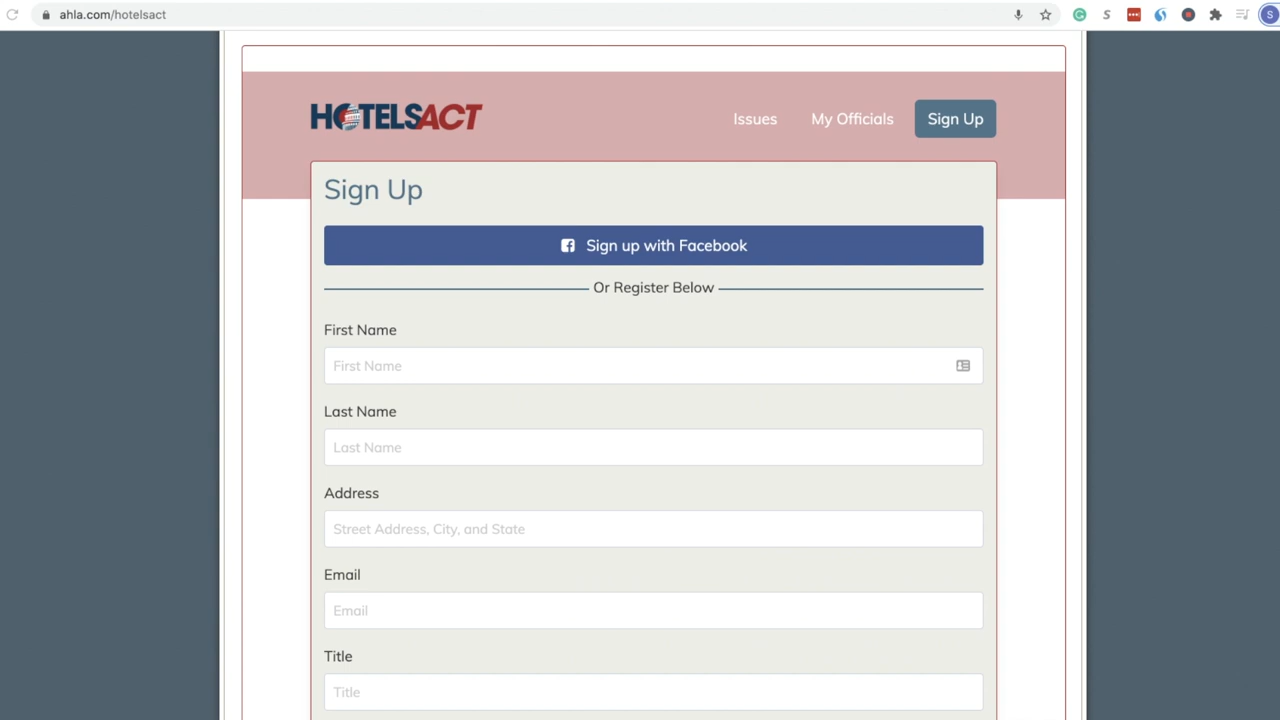 ahla.com/hotelsact
S
S
HOTELSACT
Issues My Officials Sign Up
Sign Up
Sign up with Facebook
Or Register Below
First Name
First Name
Last Name
Last Name
Address
Street Address, City, and State
Email
Email
Title
Title